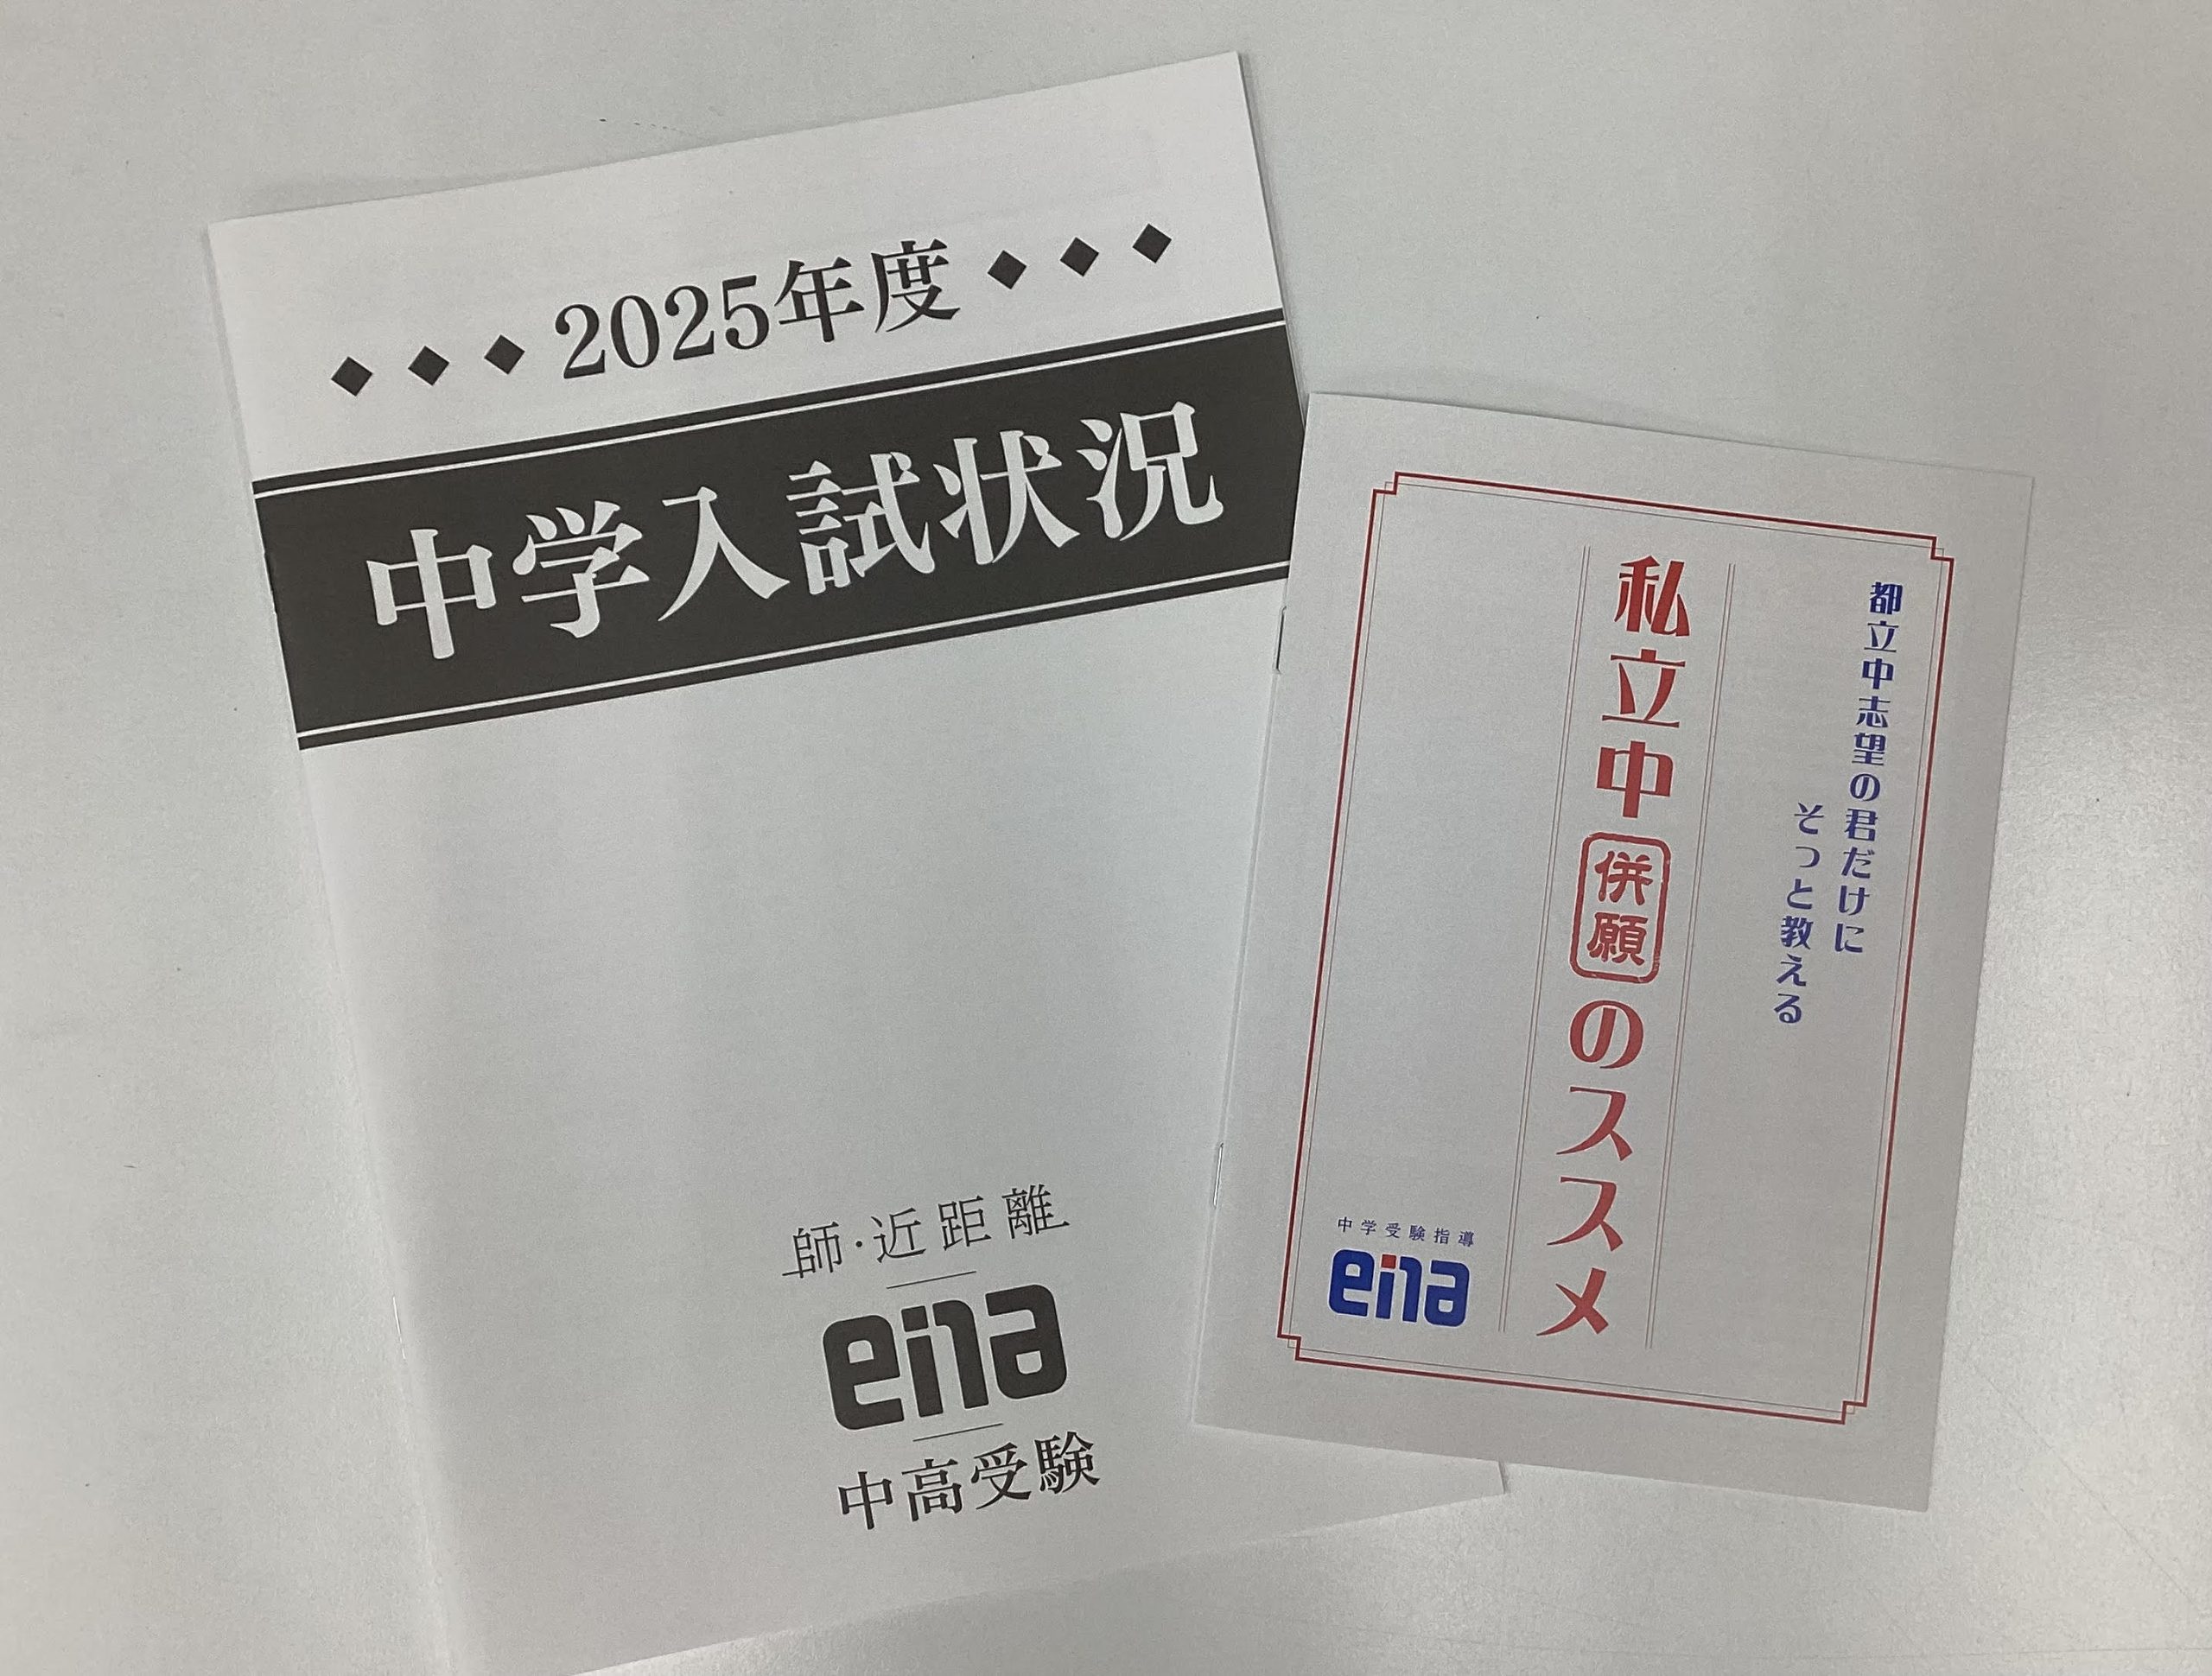 ◆ ◆ ◆ 2025年度 ◆ ◆ ◆
中学入試状況
師・近距離
ena
中高受験
都立中志望の君だけに
そっと教える
私立中併願のススメ
中学受験指導
ena